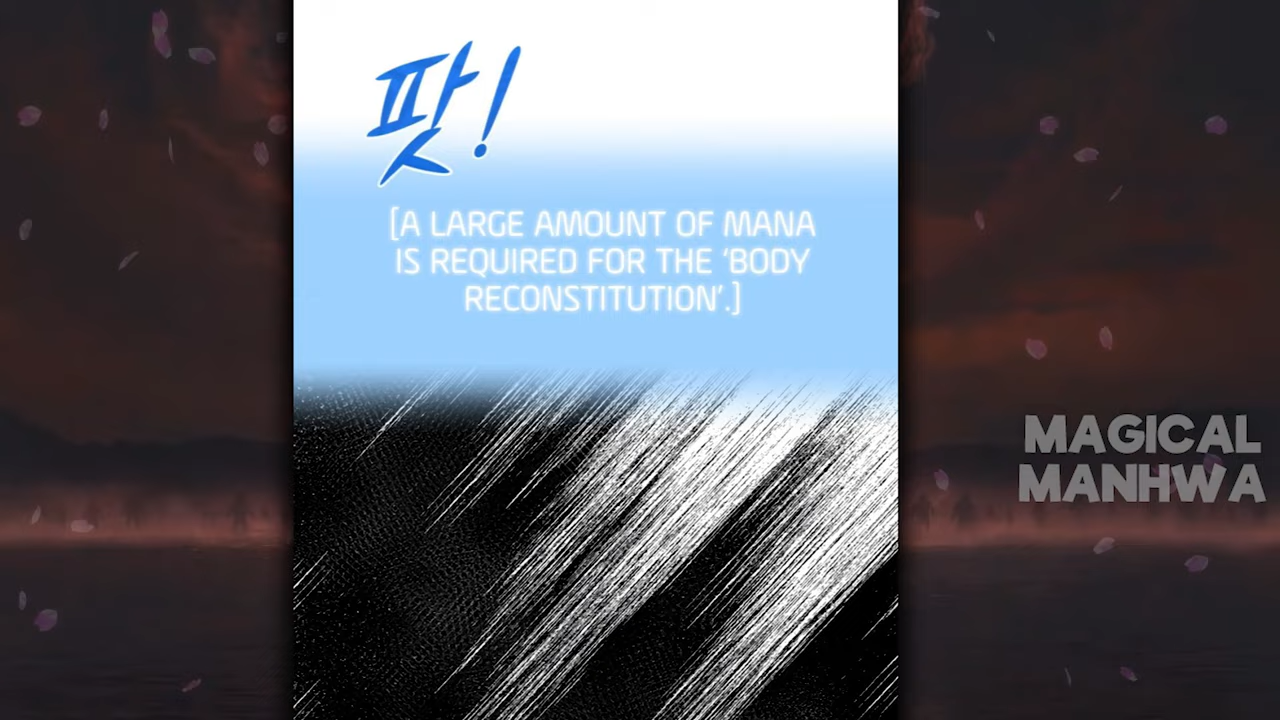 팟!
[A LARGE AMOUNT OF MANA
IS REQUIRED FOR THE ‘BODY
RECONSTITUTION’.]
MAGICAL
MANHWA